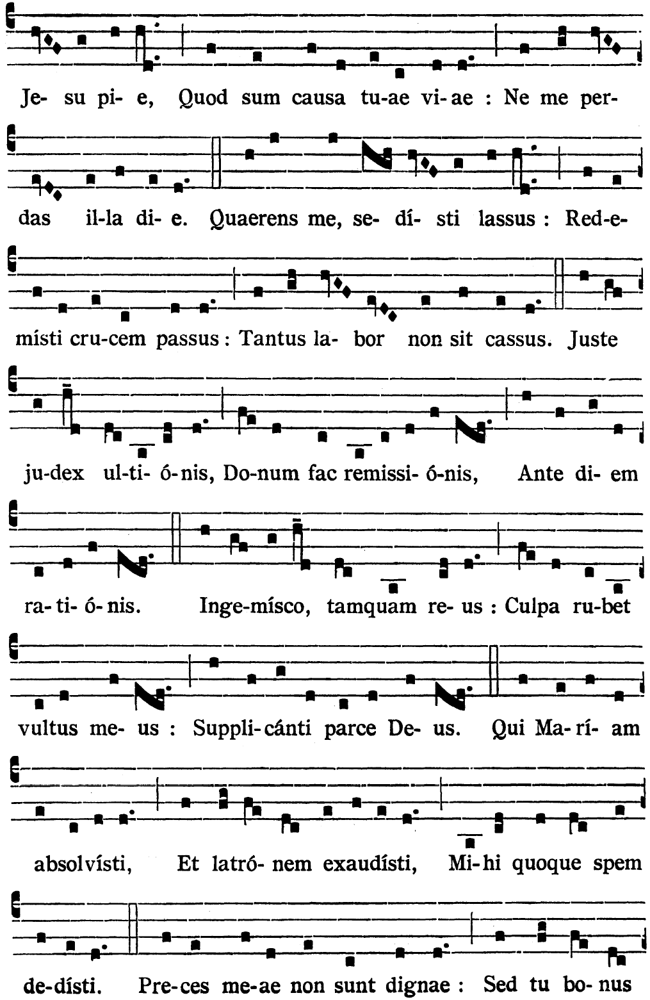 Je- su pi- e, Quod sum causa tu-ae vi-ae : Ne me per-
das il-la di- e. Quaerens me, se- dí- sti lassus : Red-e-
místi cru-cem passus : Tantus la- bor non sit cassus. Juste
ju-dex ul-ti- ó-nis, Do-num fac remissi- ó-nis, Ante di- em
ra-ti- ó-nis. Inge-mísco, tamquam re- us : Culpa ru-bet
vultus me- us : Suppli-cánti parce De- us. Qui Ma-rí- am
absolvísti, Et latró- nem exaudísti, Mi-hi quoque spem
de-dísti. Pre-ces me-ae non sunt dignae : Sed tu bo- nus